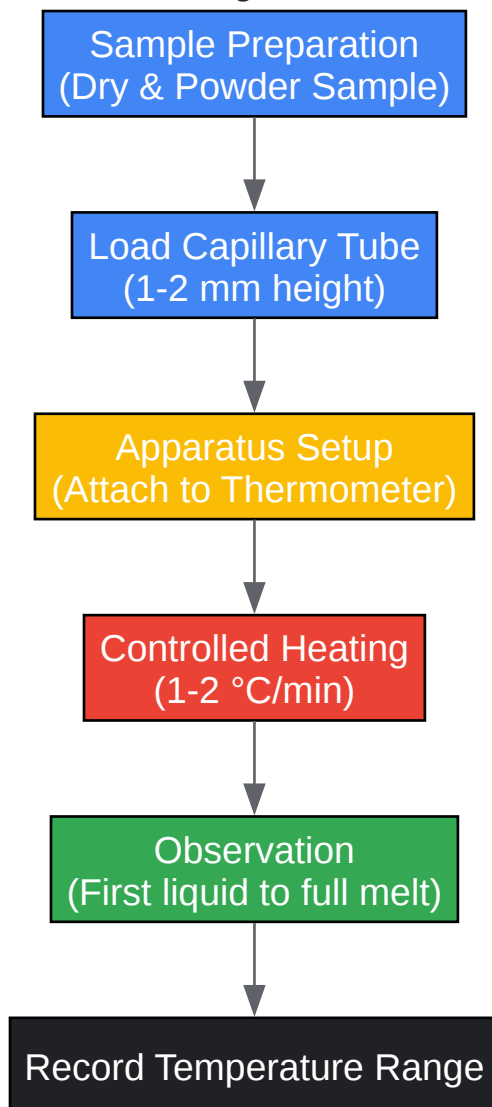 Sample Preparation
(Dry & Powder Sample)
Load Capillary Tube
(1-2 mm height)
Apparatus Setup
(Attach to Thermometer)
Controlled Heating
(1-2 °C/min)
Observation
(First liquid to full melt)
Record Temperature Range